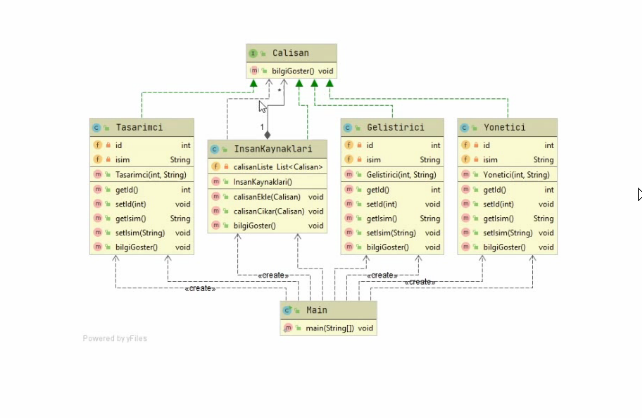 Calisan
bilgiGoster() void
*
1
Tasarimci
id int
isim String
Tasarimci(int, String)
getId() int
setId(int) void
getIsim() String
setIsim(String) void
bilgiGoster() void
InsanKaynaklari
calisanListe List<Calisan>
InsanKaynaklari()
calisanEkle(Calisan) void
calisanCikar(Calisan) void
bilgiGoster() void
Gelistirici
id int
isim String
Gelistirici(int, String)
getId() int
setId(int) void
getIsim() String
setIsim(String) void
bilgiGoster() void
Yonetici
id int
isim String
Yonetici(int, String)
getId() int
setId(int) void
getIsim() String
setIsim(String) void
bilgiGoster() void
«create»
«create»
«create»
«create»
Main
main(String[]) void
Powered by yFiles